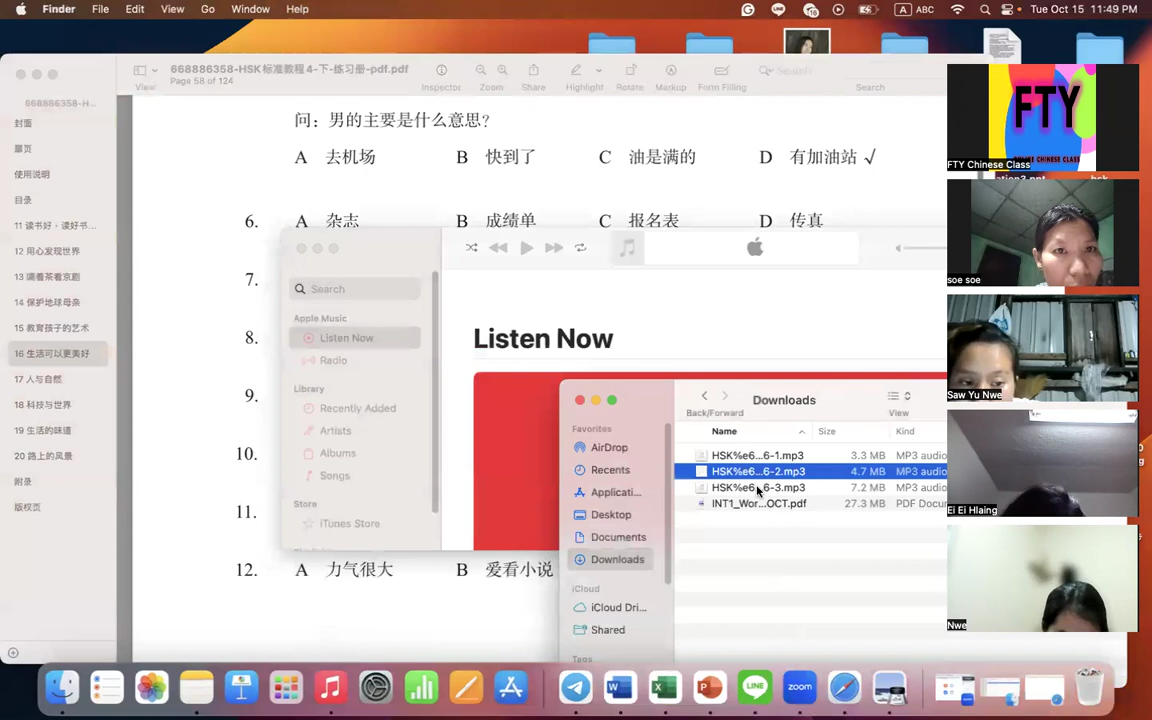 Finder File Edit View Go Window Help
ABC Tue Oct 15 11:49 PM
668886358-HSK标准教程4-下-练习册-pdf.pdf
Page 58 of 124
View
Inspector
Zoom
Share
Highlight
Rotate
Markup
Form Filling
Search
Search
668886358-H...
封面
扉页
使用说明
目录
11 读书好,读好书...
12 用心发现世界
13 喝着茶看京剧
14 保护地球母亲
15 教育孩子的艺术
16 生活可以更美好
17 人与自然
18 科技与世界
19 生活的味道
20 路上的风景
附录
版权页
问:男的主要是什么意思?
A 去机场 B 快到了 C 油是满的 D 有加油站 √
6. A 杂志 B 成绩单 C 报名表 D 传真
7.
8.
9.
10.
11.
12. A 力气很大 B 爱看小说
Search
Apple Music
Listen Now
Radio
Library
Recently Added
Artists
Albums
Songs
Store
iTunes Store
Listen Now
Favorites
AirDrop
Recents
Applicati...
Desktop
Documents
Downloads
iCloud
iCloud Dri...
Shared
Tags
Back/Forward
Downloads
View
Name Size Kind
HSK%e6...6-1.mp3 3.3 MB MP3 audio
HSK%e6...6-2.mp3 4.7 MB MP3 audio
HSK%e6...6-3.mp3 7.2 MB MP3 audio
INT1_Wor...OCT.pdf 27.3 MB PDF Docu
FTY
FTY Chinese Class
soe soe
Saw Yu Nwe
Ei Ei Hlaing
Nwe
LINE
zoom